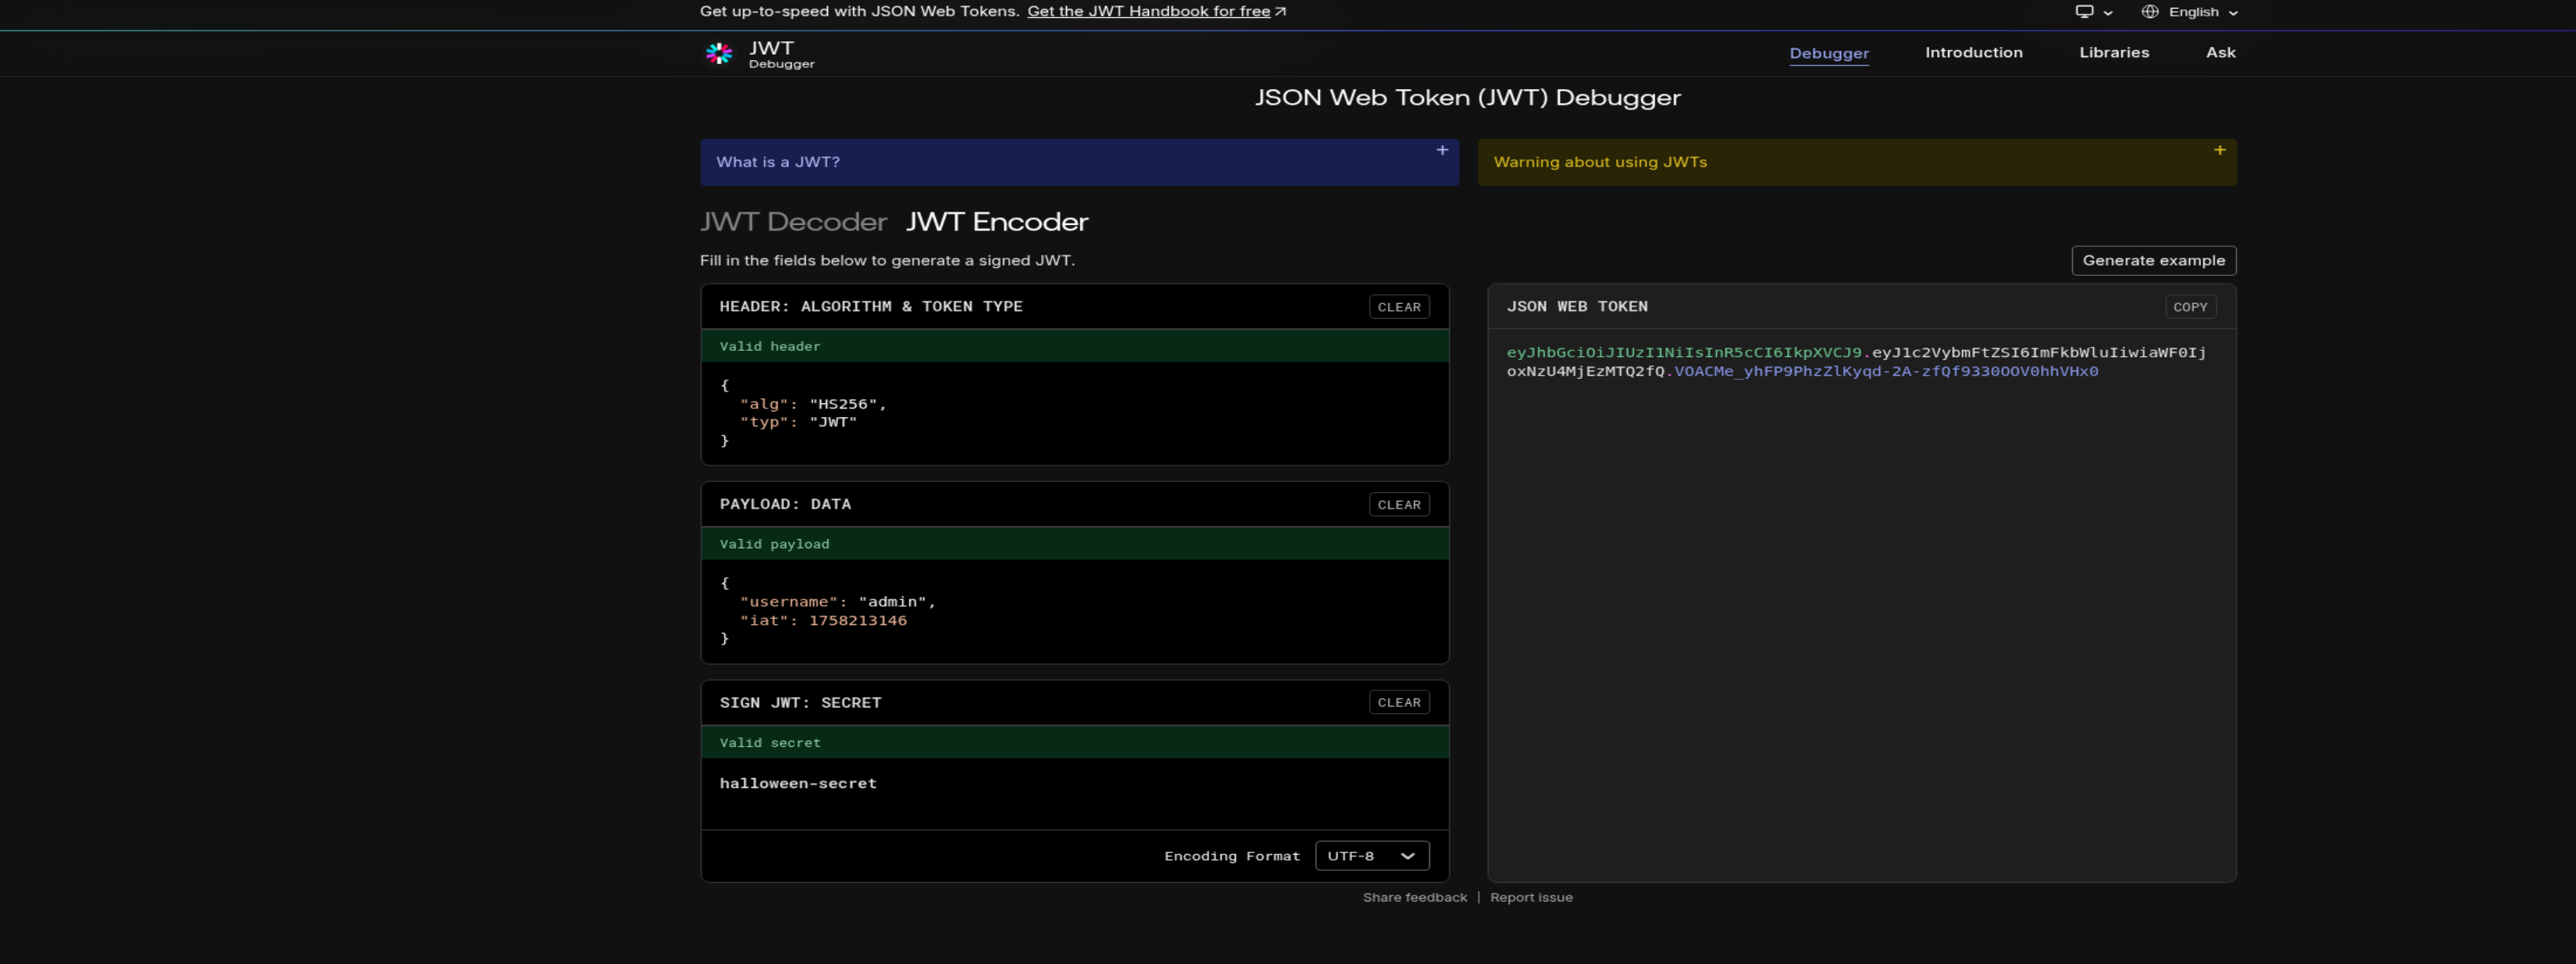 Get up-to-speed with JSON Web Tokens. Get the JWT Handbook for free
English
JWT
Debugger
Debugger
Introduction
Libraries
Ask
JSON Web Token (JWT) Debugger
What is a JWT?
+
Warning about using JWTs
+
JWT Decoder
JWT Encoder
Fill in the fields below to generate a signed JWT.
Generate example
HEADER: ALGORITHM & TOKEN TYPE
CLEAR
Valid header
{
"alg": "HS256",
"typ": "JWT"
}
PAYLOAD: DATA
CLEAR
Valid payload
{
"username": "admin",
"iat": 1758213146
}
SIGN JWT: SECRET
CLEAR
Valid secret
halloween-secret
Encoding Format
UTF-8
JSON WEB TOKEN
COPY
eyJhbGciOiJIUzI1NiIsInR5cCI6IkpXVCJ9.eyJ1c2VybmFtZSI6ImFkbWluIiwiaWF0Ij
oxNzU4MjEzMTQ2fQ.VOACMe_yhFP9PhzZlKyqd-2A-zfQf9330OOV0hhVHx0
Share feedback | Report issue